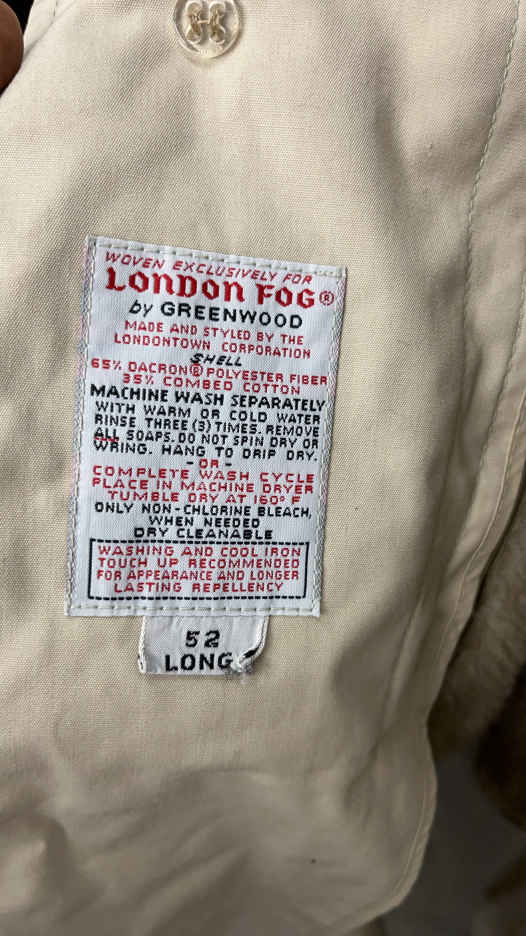 WOVEN EXCLUSIVELY FOR
LONDON FOG®
by GREENWOOD
MADE AND STYLED BY THE
LONDONTOWN CORPORATION
SHELL
65% DACRON® POLYESTER FIBER
35% COMBED COTTON
MACHINE WASH SEPARATELY
WITH WARM OR COLD WATER
RINSE THREE (3) TIMES. REMOVE
ALL SOAPS. DO NOT SPIN DRY OR
WRING. HANG TO DRIP DRY.
- OR -
COMPLETE WASH CYCLE
PLACE IN MACHINE DRYER
TUMBLE DRY AT 160° F
ONLY NON-CHLORINE BLEACH,
WHEN NEEDED
DRY CLEANABLE
WASHING AND COOL IRON
TOUCH UP RECOMMENDED
FOR APPEARANCE AND LONGER
LASTING REPELLENCY
52
LONG